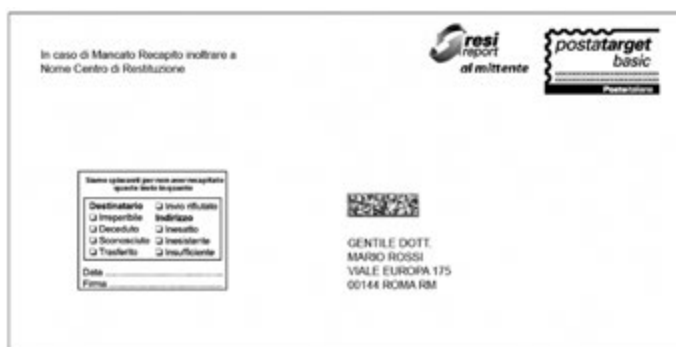 In caso di Mancato Recapito inoltrare a
Nome Centro di Restituzione
resi
report
al mittente
postatarget
basic
Posteitaliane
Siamo spiacenti per non aver recapitato
questo invio in quanto
Destinatario ❑ Invio rifiutato
❑ Irreperibile Indirizzo
❑ Deceduto ❑ Inesatto
❑ Sconosciuto ❑ Inesistente
❑ Trasferito ❑ Insufficiente
Data
Firma
GENTILE DOTT.
MARIO ROSSI
VIALE EUROPA 175
00144 ROMA RM